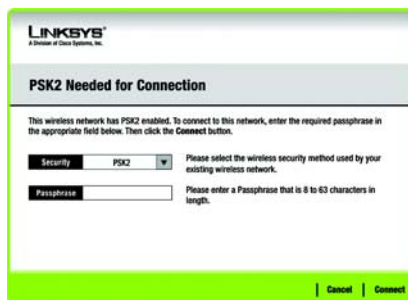 LINKSYS®
A Division of Cisco Systems, Inc.
PSK2 Needed for Connection
This wireless network has PSK2 enabled. To connect to this network, enter the required passphrase in
the appropriate field below. Then click the Connect button.
Security PSK2 Please select the wireless security method used by your
existing wireless network.
Passphrase Please enter a Passphrase that is 8 to 63 characters in
length.
Cancel Connect